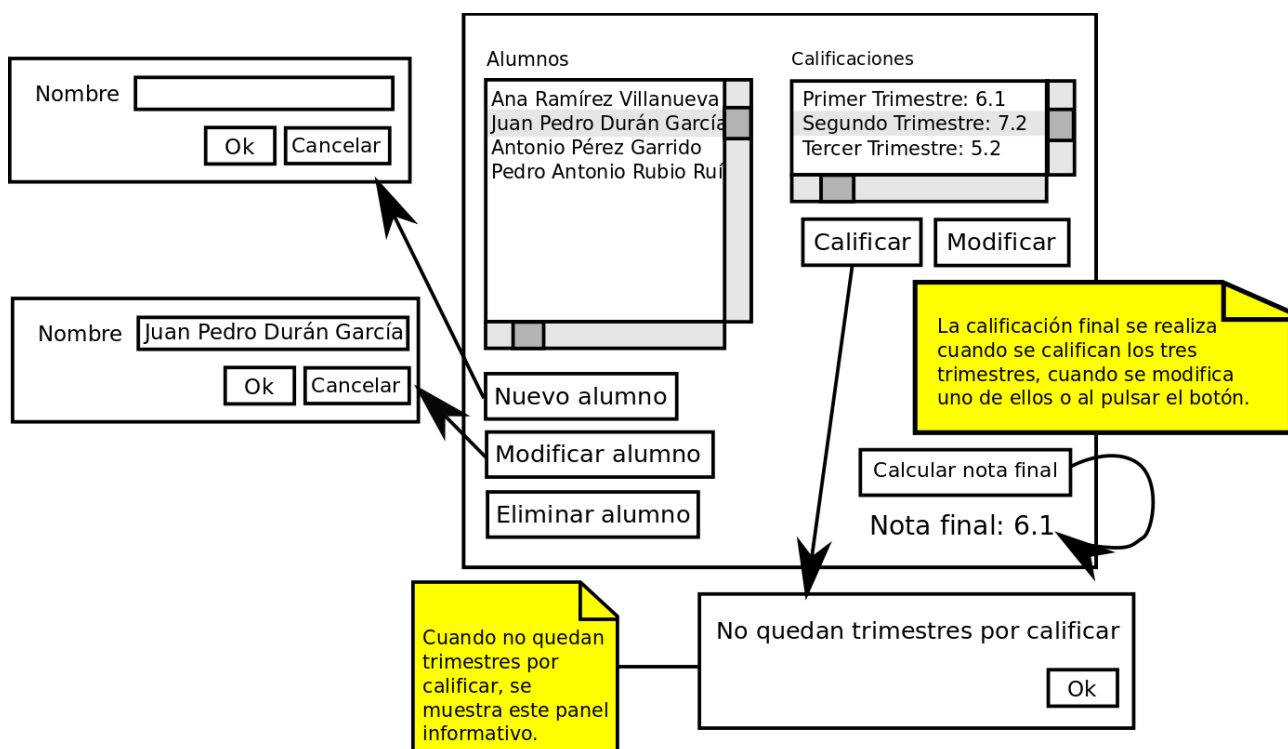 Nombre
Ok
Cancelar
Nombre
Juan Pedro Durán García
Ok
Cancelar
Alumnos
Ana Ramírez Villanueva
Juan Pedro Durán García
Antonio Pérez Garrido
Pedro Antonio Rubio Ruí
Nuevo alumno
Modificar alumno
Eliminar alumno
Calificaciones
Primer Trimestre: 6.1
Segundo Trimestre: 7.2
Tercer Trimestre: 5.2
Calificar
Modificar
La calificación final se realiza
cuando se califican los tres
trimestres, cuando se modifica
uno de ellos o al pulsar el botón.
Calcular nota final
Nota final: 6.1
Cuando no quedan
trimestres por
calificar, se
muestra este panel
informativo.
No quedan trimestres por calificar
Ok